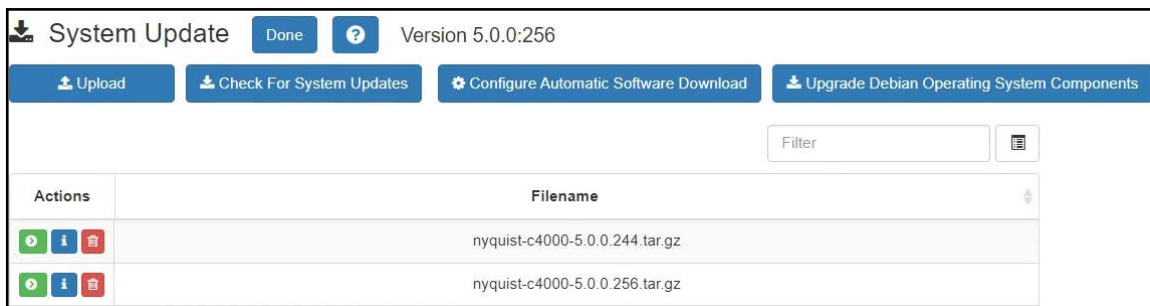 System Update Done Version 5.0.0:256
Upload Check For System Updates Configure Automatic Software Download Upgrade Debian Operating System Components
Filter
Actions Filename
nyquist-c4000-5.0.0.244.tar.gz
nyquist-c4000-5.0.0.256.tar.gz